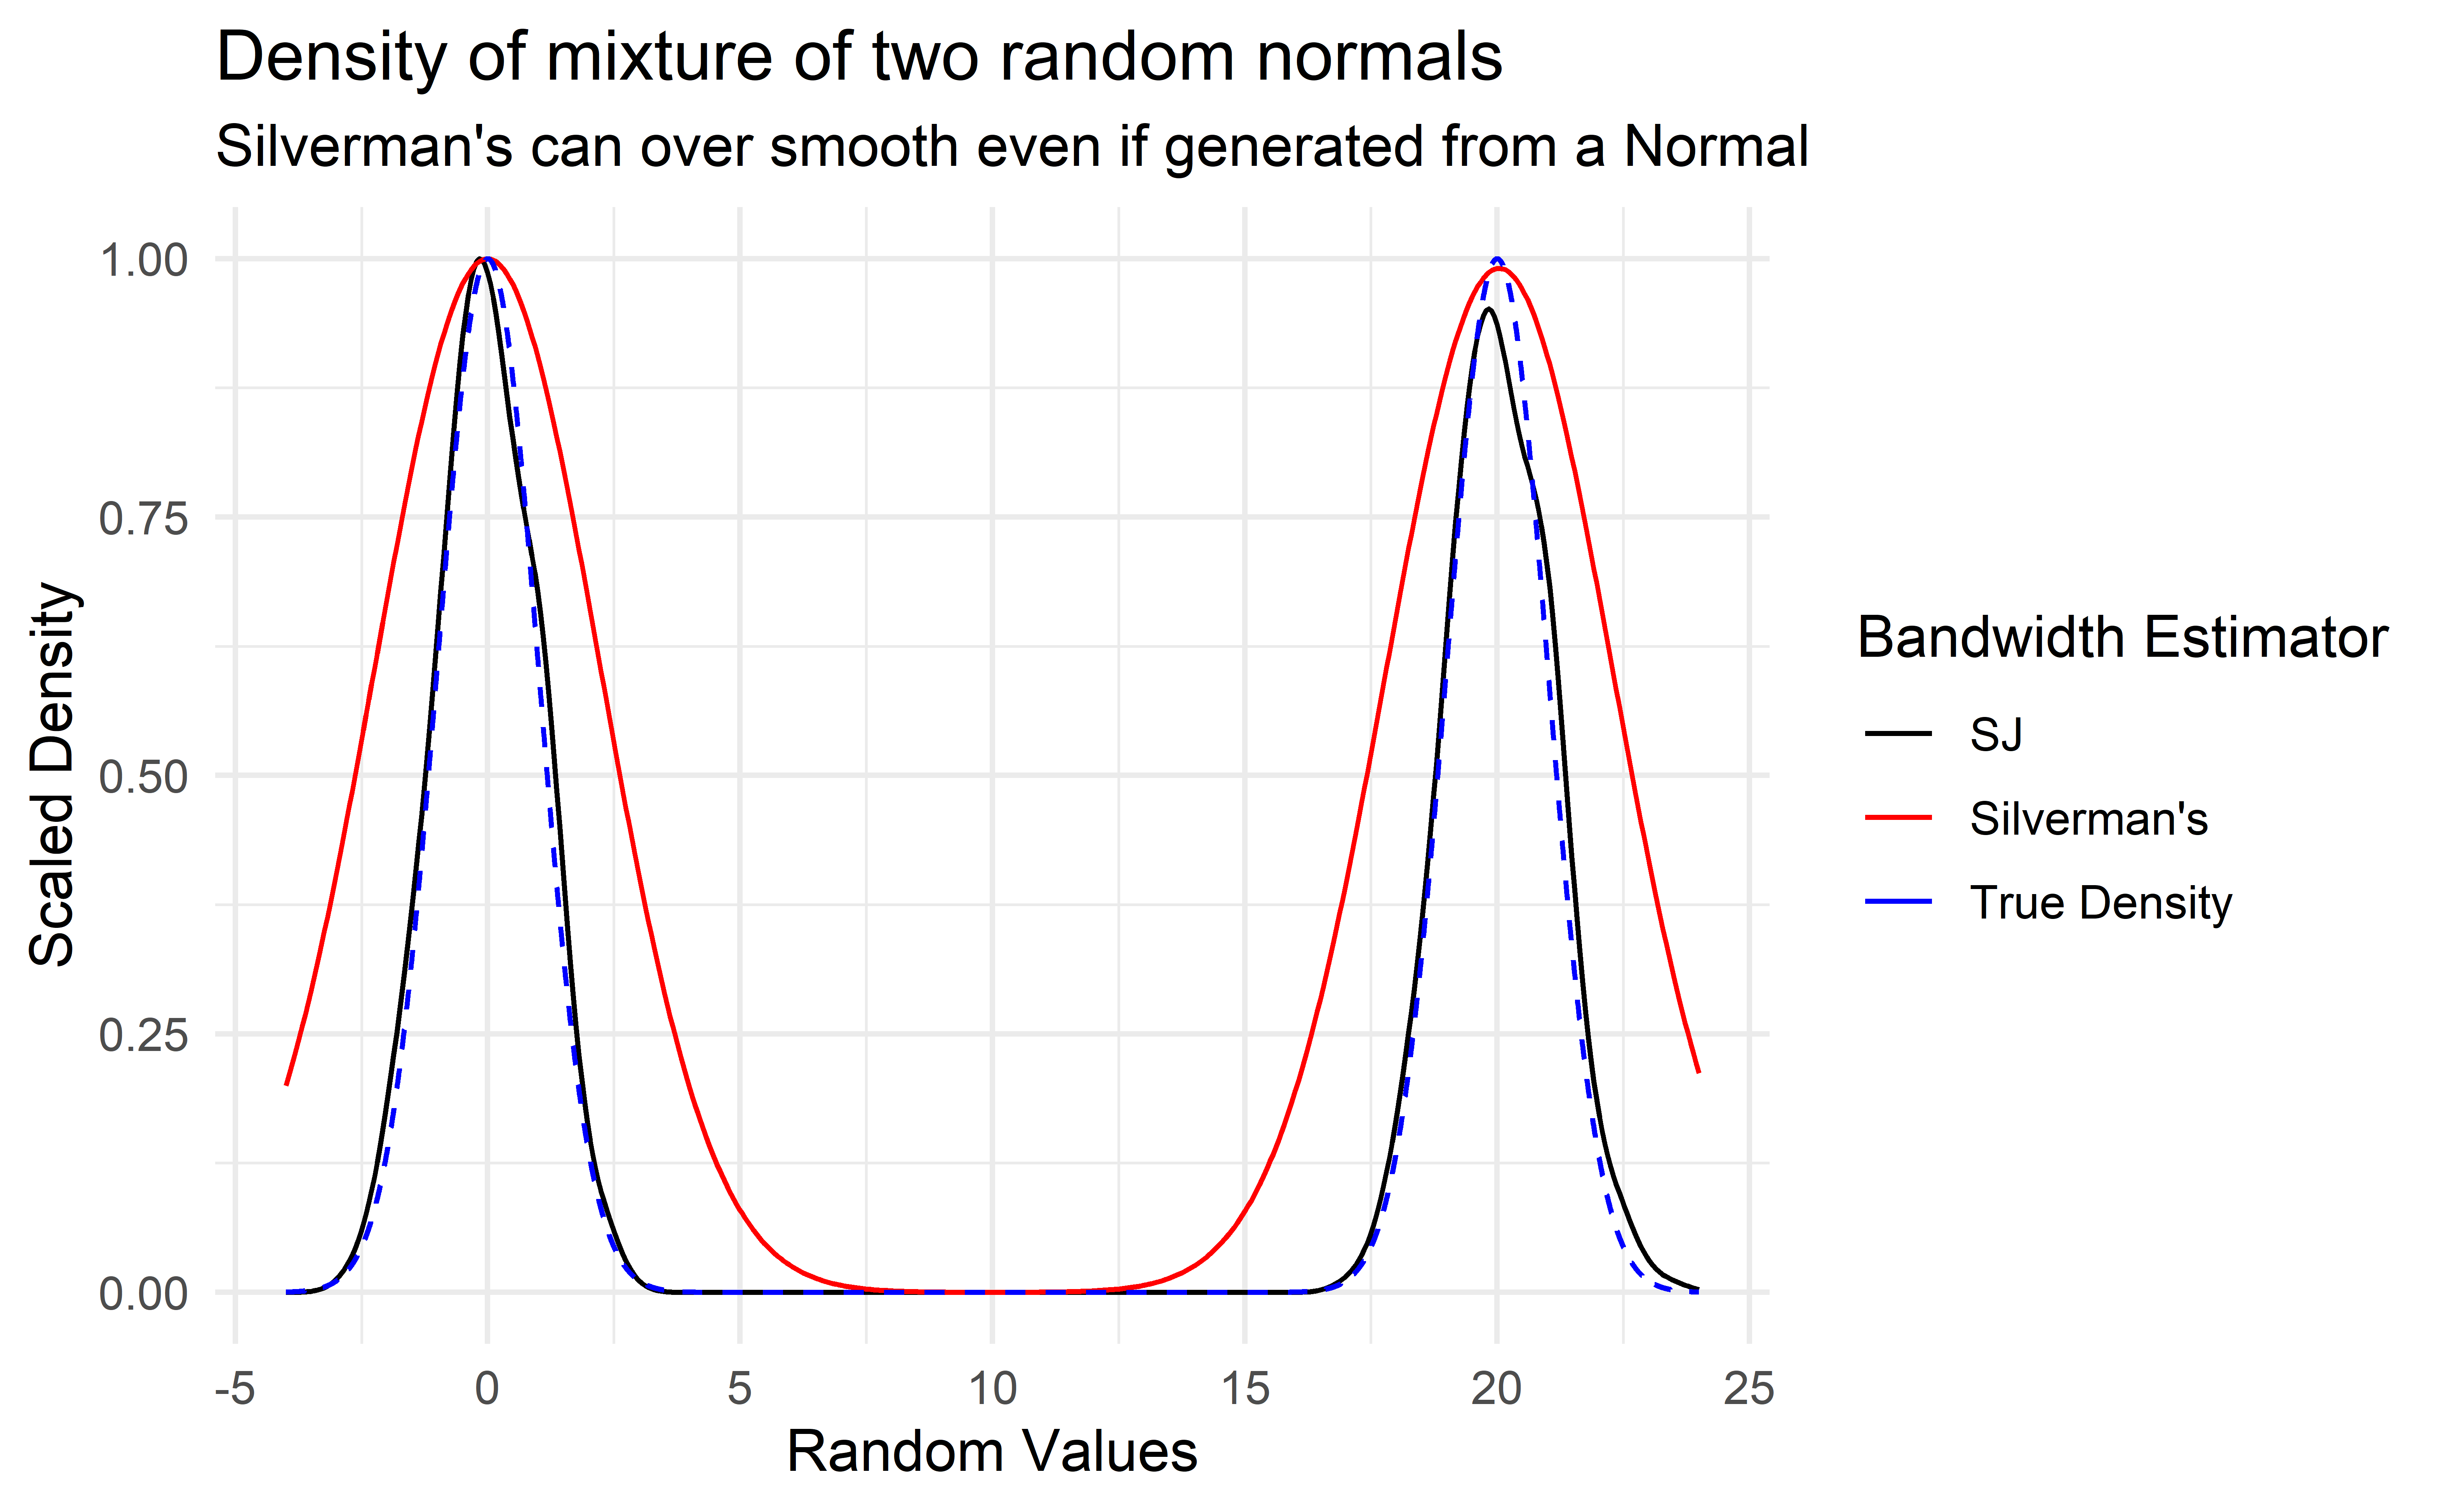 Density of mixture of two random normals
Silverman's can over smooth even if generated from a Normal
1.00
0.75
0.50
0.25
0.00
Scaled Density
-5 0 5 10 15 20 25
Random Values
Bandwidth Estimator
SJ
Silverman's
True Density